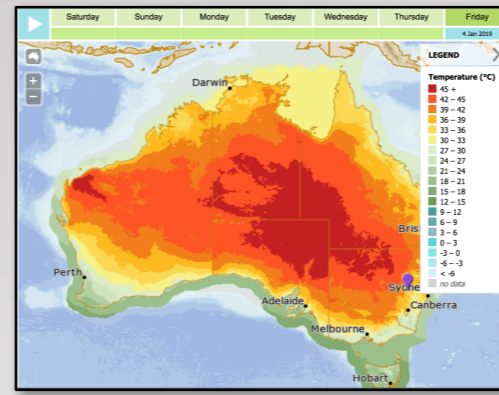 Saturday Sunday Monday Tuesday Wednesday Thursday Friday
4 Jan 2019
LEGEND
Temperature (°C)
45 +
42 – 45
39 – 42
36 – 39
33 – 36
30 – 33
27 – 30
24 – 27
21 – 24
18 – 21
15 – 18
12 – 15
9 – 12
6 – 9
3 – 6
0 – 3
-3 – 0
-6 – -3
< -6
no data
+
−
Darwin
Bris
Perth
Sydne
Adelaide
Canberra
Melbourne
Hobart